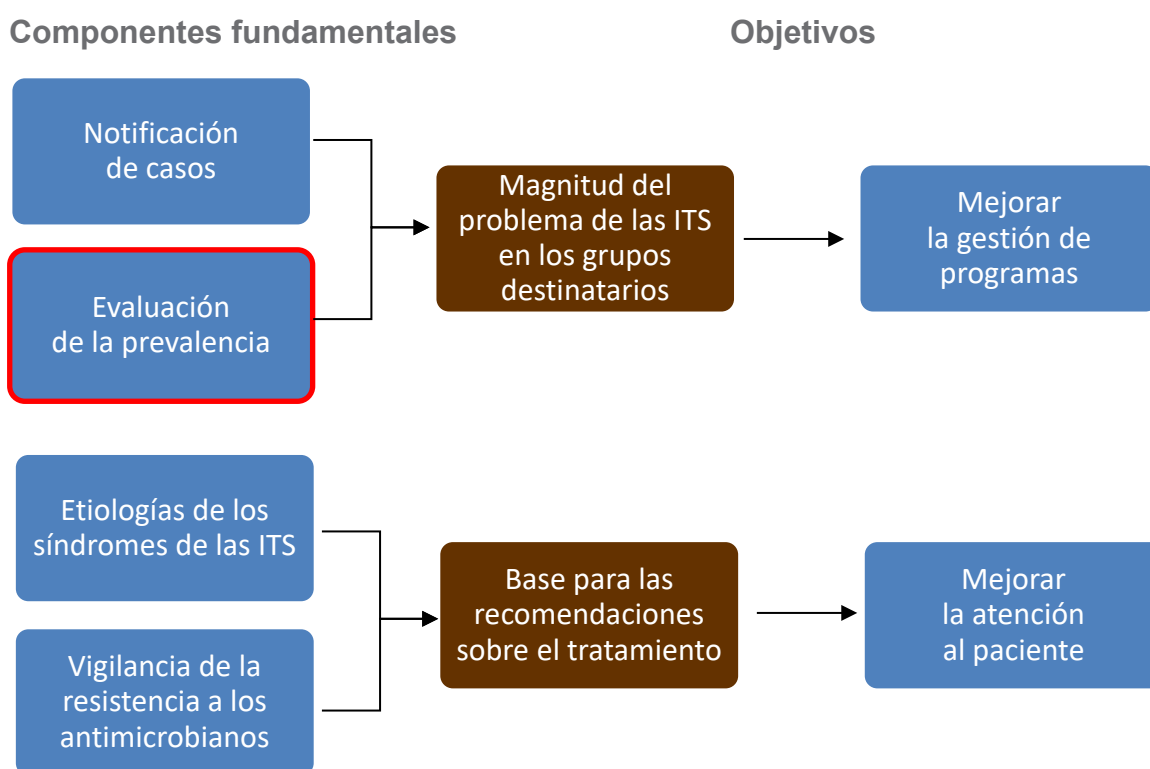 Componentes fundamentales
Objetivos
Notificación
de casos
Evaluación
de la prevalencia
Magnitud del
problema de las ITS
en los grupos
destinatarios
Mejorar
la gestión de
programas
Etiologías de los
síndromes de las ITS
Vigilancia de la
resistencia a los
antimicrobianos
Base para las
recomendaciones
sobre el tratamiento
Mejorar
la atención
al paciente